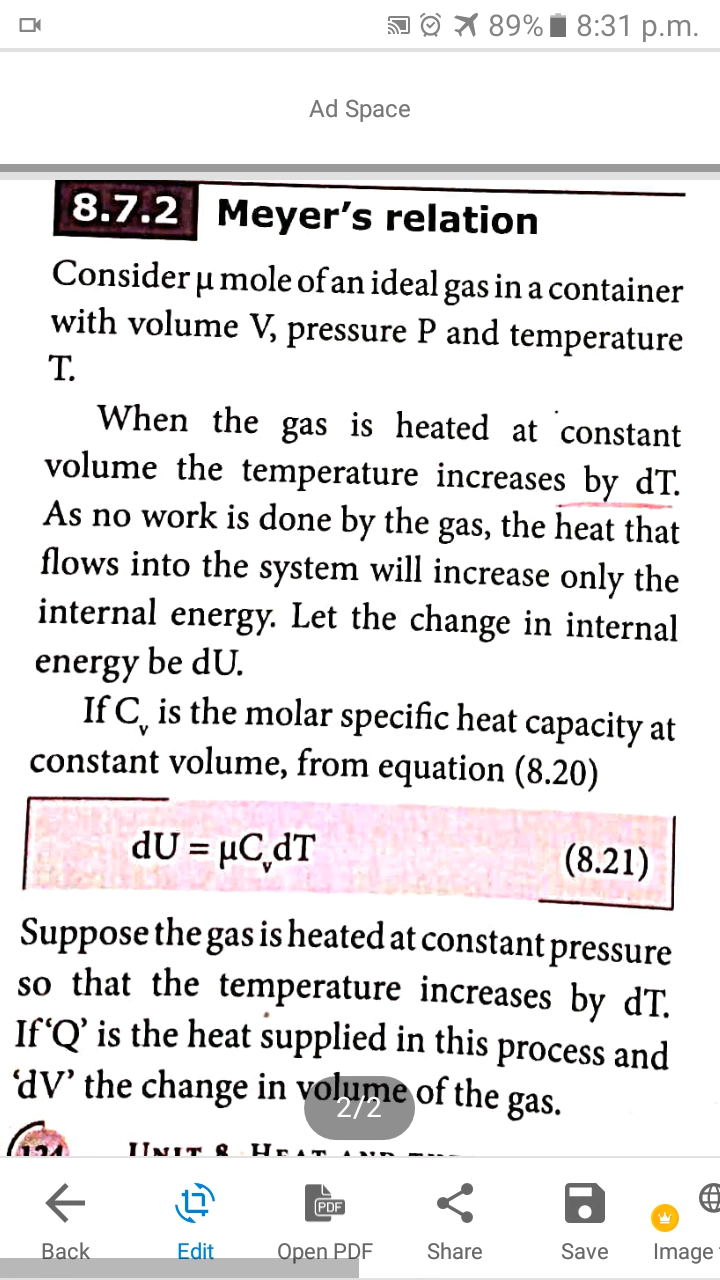 89% 8:31 p.m.
Ad Space
8.7.2 Meyer's relation
Consider μ mole of an ideal gas in a container
with volume V, pressure P and temperature
T.
When the gas is heated at constant
volume the temperature increases by dT.
As no work is done by the gas, the heat that
flows into the system will increase only the
internal energy. Let the change in internal
energy be dU.
If Cv is the molar specific heat capacity at
constant volume, from equation (8.20)
dU = μCvdT (8.21)
Suppose the gas is heated at constant pressure
so that the temperature increases by dT.
If ‘Q’ is the heat supplied in this process and
‘dV’ the change in volume of the gas.
2/2
UNIT 8 HEAT AND
PDF
Back Edit Open PDF Share Save Image